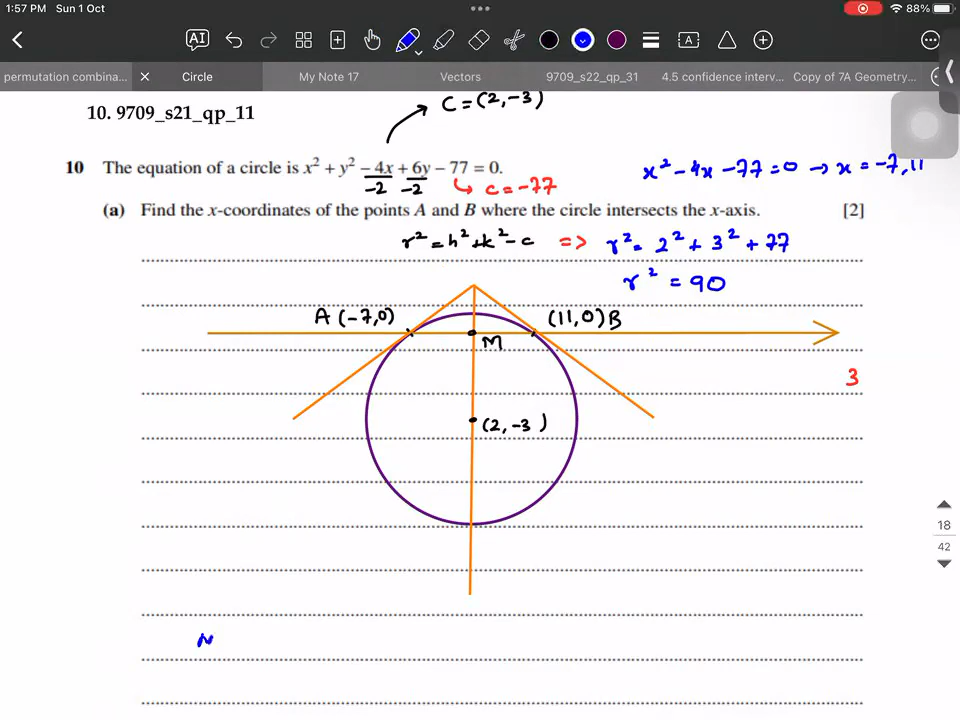 1:57 PM Sun 1 Oct
88%
AI
A
permutation combina...
Circle
My Note 17
Vectors
9709_s22_qp_31
4.5 confidence interv...
Copy of 7A Geometry...
10. 9709_s21_qp_11
C = (2, -3)
10 The equation of a circle is x² + y² − 4x + 6y − 77 = 0.
x² - 4x - 77 = 0 → x = -7, 11
-2 -2
c = -77
(a) Find the x-coordinates of the points A and B where the circle intersects the x-axis. [2]
r² = h² + k² - c => r² = 2² + 3² + 77
r² = 90
A (-7,0)
(11,0) B
M
3
(2, -3)
18
42